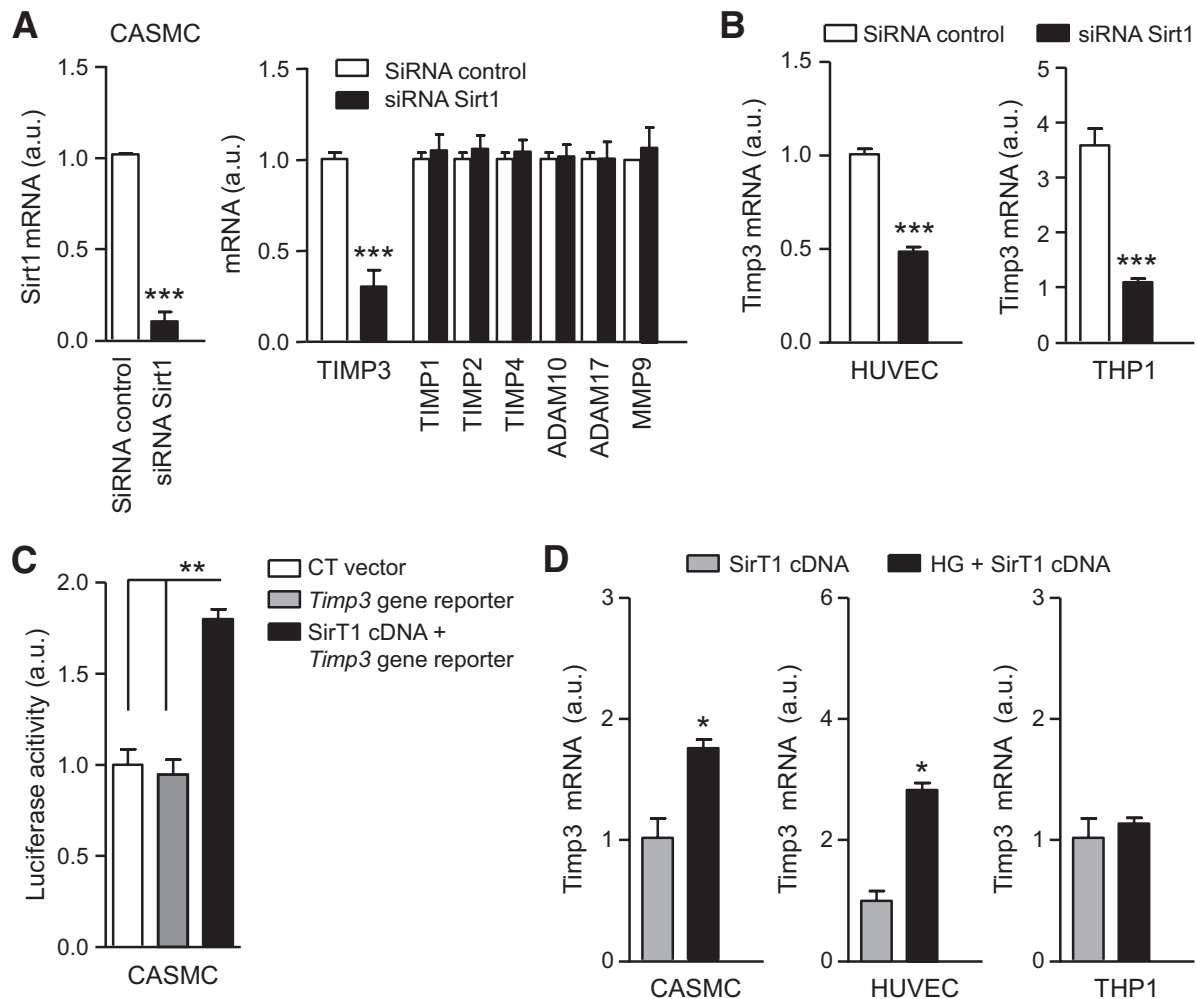 A
CASMC
Sirt1 mRNA (a.u.)
1.5
1.0
0.5
0.0
***
SiRNA control
siRNA Sirt1
mRNA (a.u.)
1.5
1.0
0.5
0.0
SiRNA control
siRNA Sirt1
***
TIMP3
TIMP1
TIMP2
TIMP4
ADAM10
ADAM17
MMP9
B
SiRNA control
siRNA Sirt1
Timp3 mRNA (a.u.)
1.5
1.0
0.5
0.0
***
HUVEC
Timp3 mRNA (a.u.)
5
4
3
2
1
0
***
THP1
C
Luciferase acitivity (a.u.)
2.0
1.5
1.0
0.5
0.0
**
CASMC
CT vector
Timp3 gene reporter
SirT1 cDNA +
Timp3 gene reporter
D
SirT1 cDNA
HG + SirT1 cDNA
Timp3 mRNA (a.u.)
3
2
1
0
*
CASMC
Timp3 mRNA (a.u.)
6
4
2
0
*
HUVEC
Timp3 mRNA (a.u.)
3
2
1
0
THP1